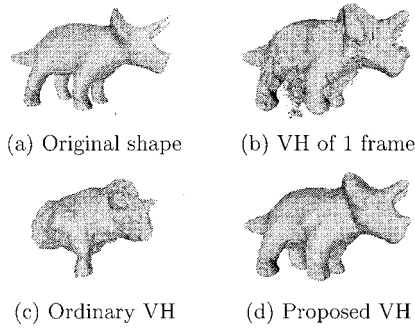 (a) Original shape
(b) VH of 1 frame
(c) Ordinary VH
(d) Proposed VH